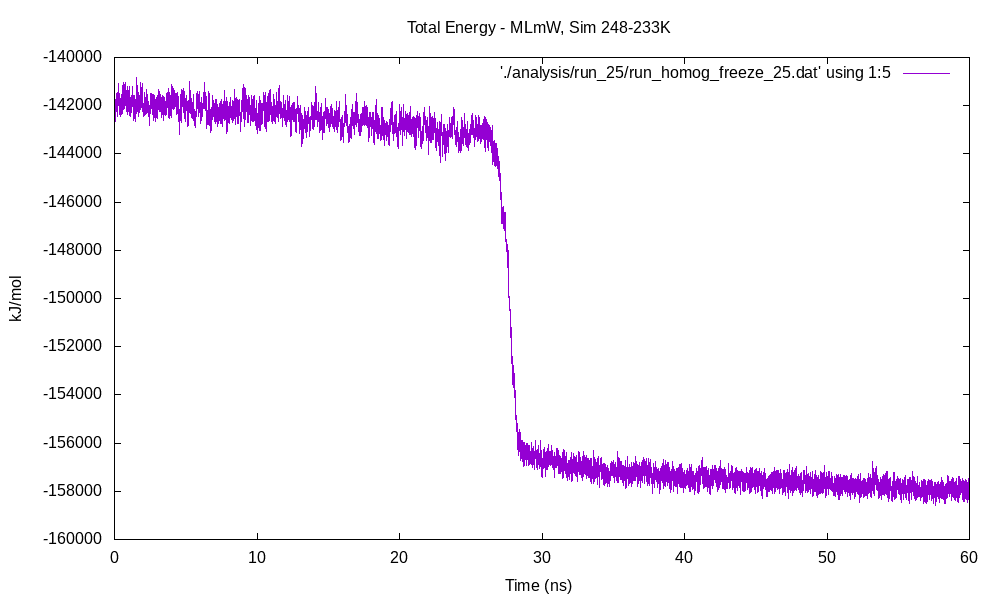 Total Energy - MLmW, Sim 248-233K
'./analysis/run_25/run_homog_freeze_25.dat' using 1:5
-140000
-142000
-144000
-146000
-148000
-150000
-152000
-154000
-156000
-158000
-160000
kJ/mol
0 10 20 30 40 50 60
Time (ns)